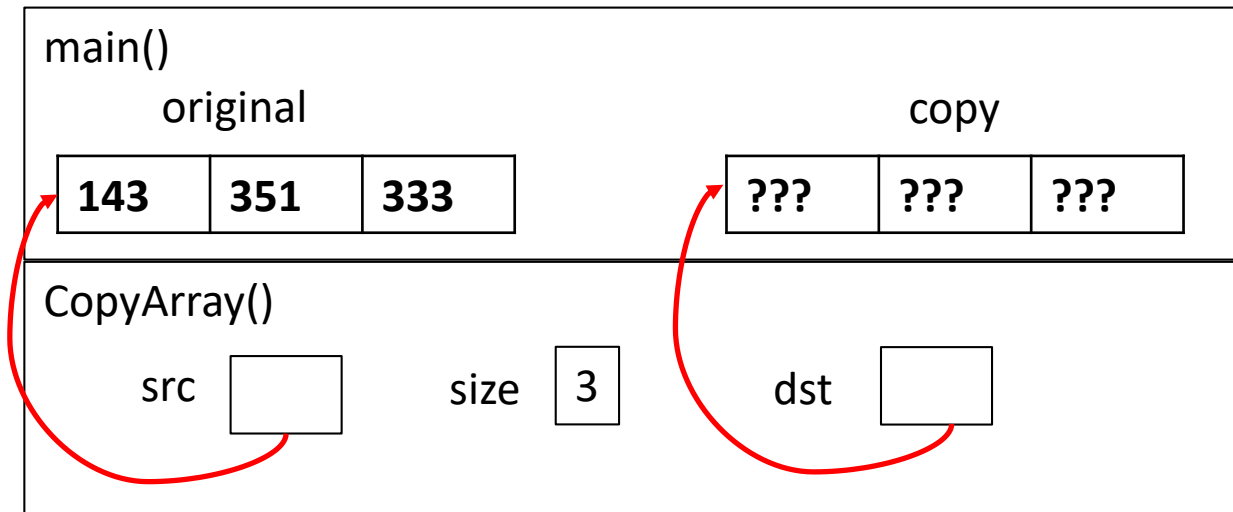 main()
original copy
143 351 333 ??? ??? ???
CopyArray()
src size 3 dst